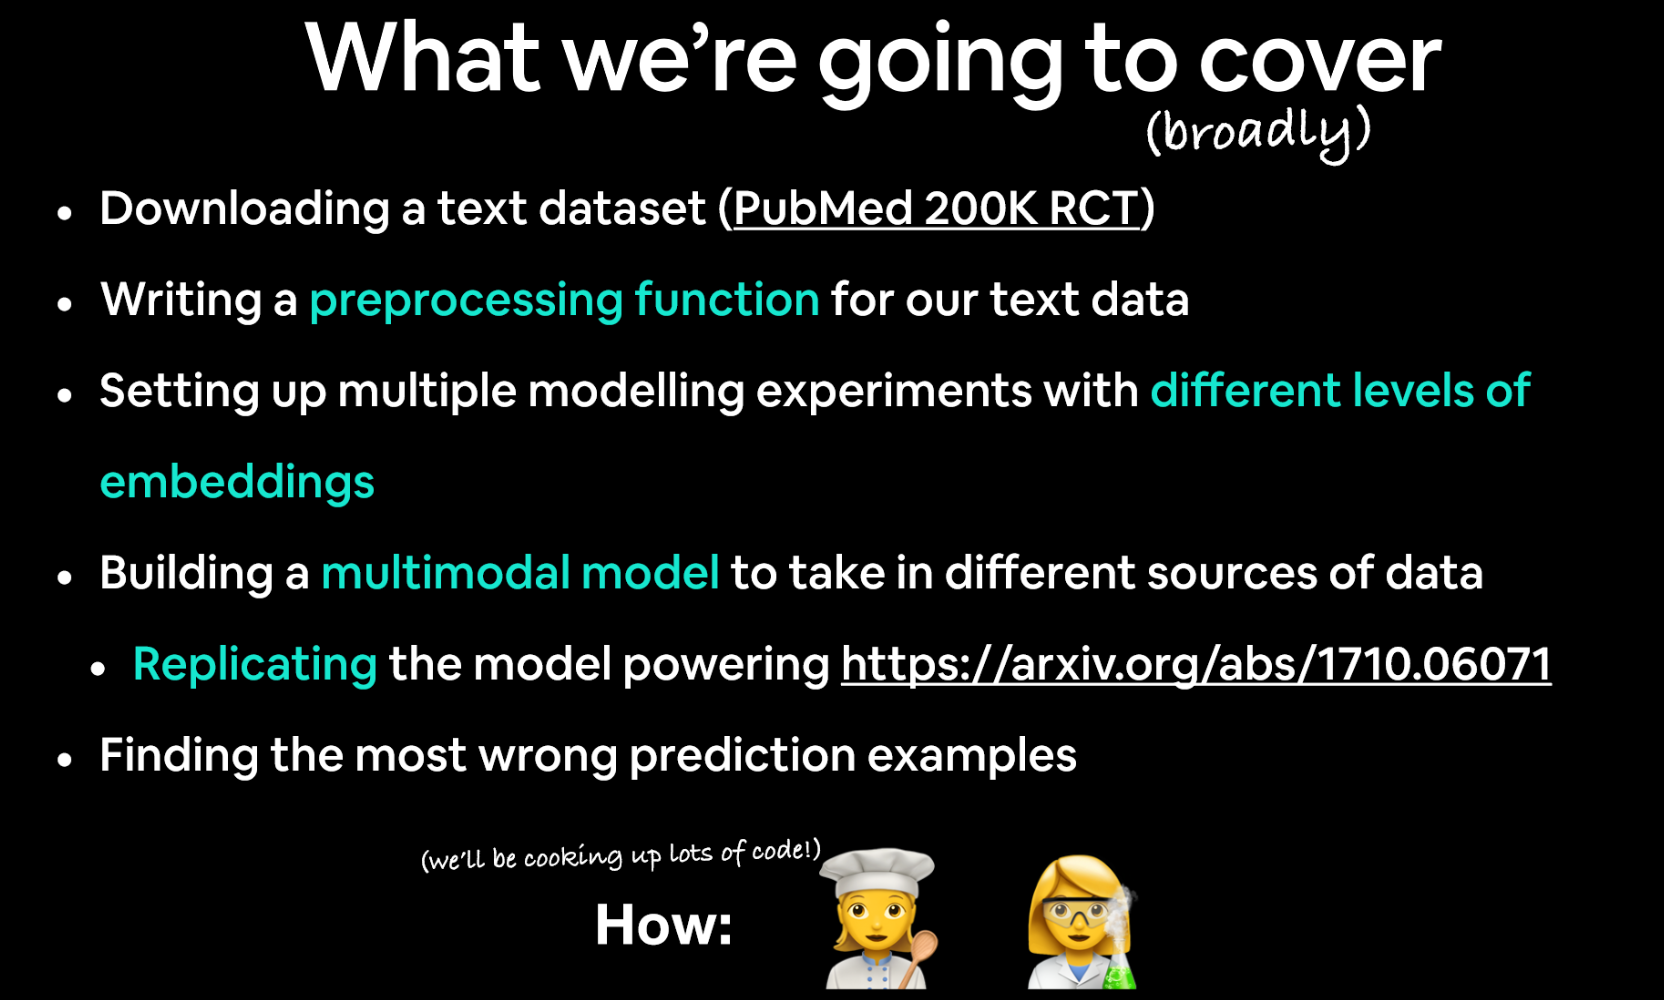 What we're going to cover
(broadly)
• Downloading a text dataset (PubMed 200K RCT)
• Writing a preprocessing function for our text data
• Setting up multiple modelling experiments with different levels of
embeddings
• Building a multimodal model to take in different sources of data
• Replicating the model powering https://arxiv.org/abs/1710.06071
• Finding the most wrong prediction examples
(we'll be cooking up lots of code!)
How: